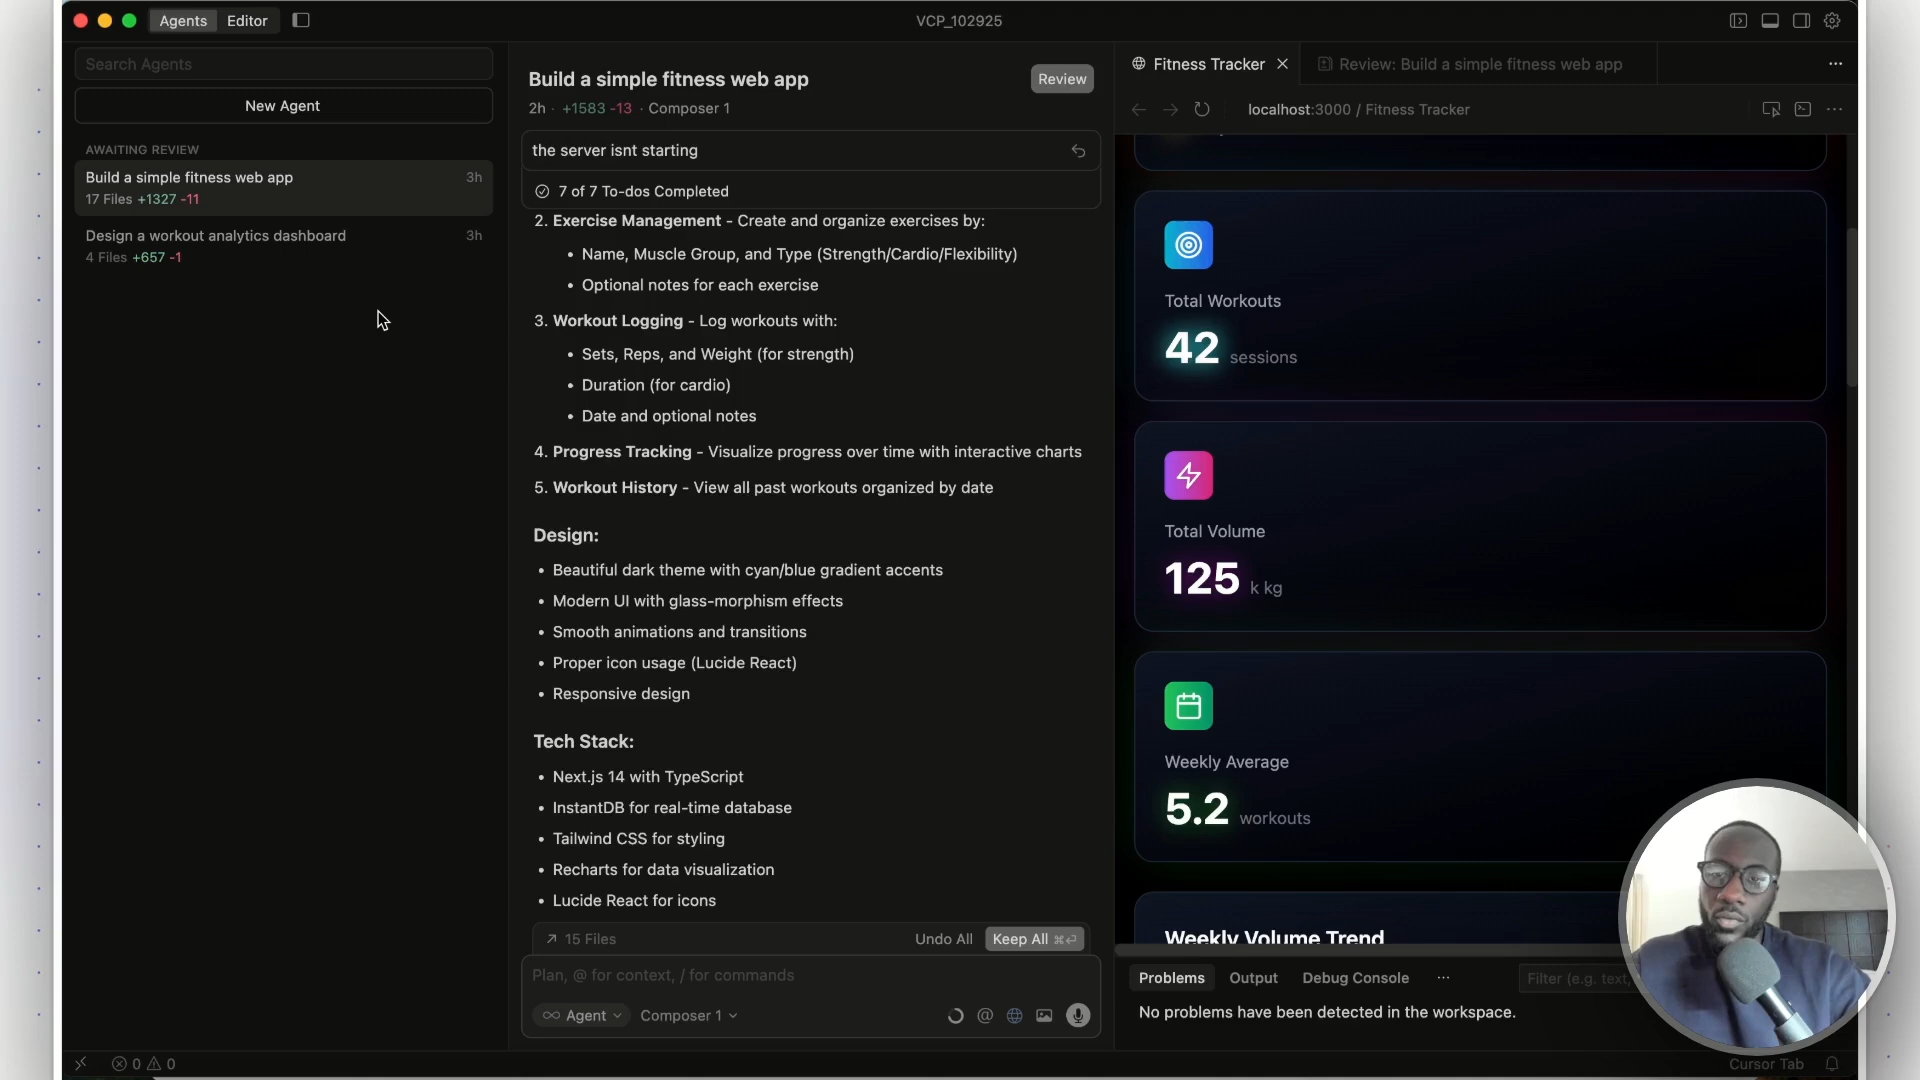 Agents
Editor
VCP_102925
Search Agents
New Agent
AWAITING REVIEW
Build a simple fitness web app 3h
17 Files +1327 -11
Design a workout analytics dashboard 3h
4 Files +657 -1
Build a simple fitness web app
Review
2h · +1583 -13 · Composer 1
the server isnt starting
7 of 7 To-dos Completed
2. Exercise Management - Create and organize exercises by:
• Name, Muscle Group, and Type (Strength/Cardio/Flexibility)
• Optional notes for each exercise
3. Workout Logging - Log workouts with:
• Sets, Reps, and Weight (for strength)
• Duration (for cardio)
• Date and optional notes
4. Progress Tracking - Visualize progress over time with interactive charts
5. Workout History - View all past workouts organized by date
Design:
• Beautiful dark theme with cyan/blue gradient accents
• Modern UI with glass-morphism effects
• Smooth animations and transitions
• Proper icon usage (Lucide React)
• Responsive design
Tech Stack:
• Next.js 14 with TypeScript
• InstantDB for real-time database
• Tailwind CSS for styling
• Recharts for data visualization
• Lucide React for icons
15 Files
Undo All
Keep All ⌘⏎
Plan, @ for context, / for commands
Agent
Composer 1
Fitness Tracker
Review: Build a simple fitness web app
localhost:3000 / Fitness Tracker
Total Workouts
42 sessions
Total Volume
125 k kg
Weekly Average
5.2 workouts
Weekly Volume Trend
Problems
Output
Debug Console
Filter (e.g. text,
No problems have been detected in the workspace.
0
0
Cursor Tab